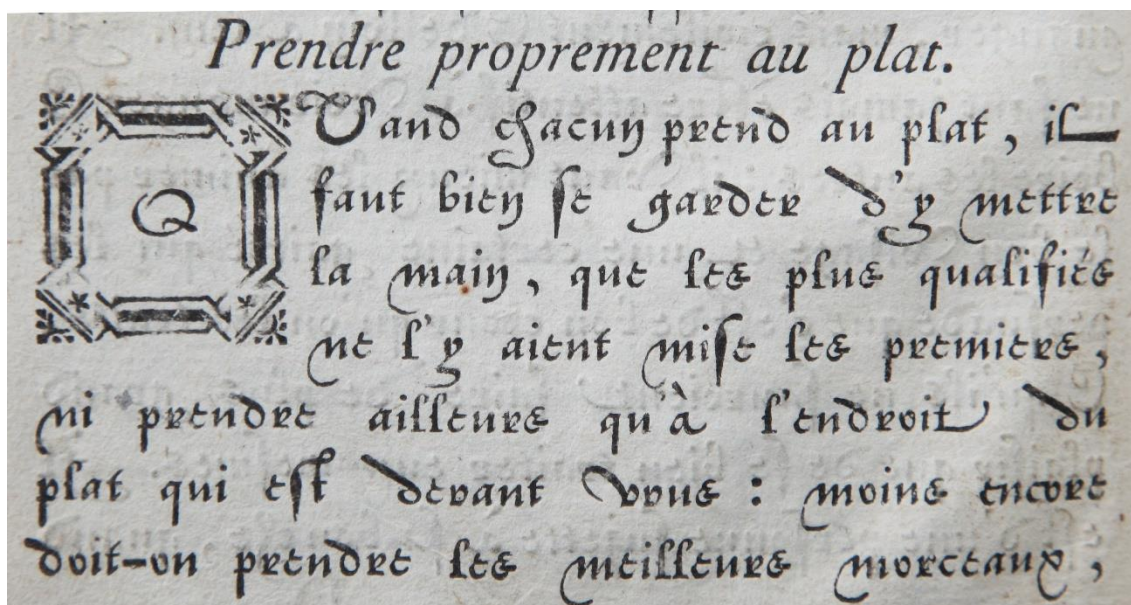 Prendre proprement au plat.
QVand chacun prend au plat, il
faut bien se garder d'y mettre
la main, que les plus qualifiés
ne l'y aient mise les premiers,
ni prendre ailleurs qu'à l'endroit du
plat qui est devant vous : moins encore
doit-on prendre les meilleurs morceaux,